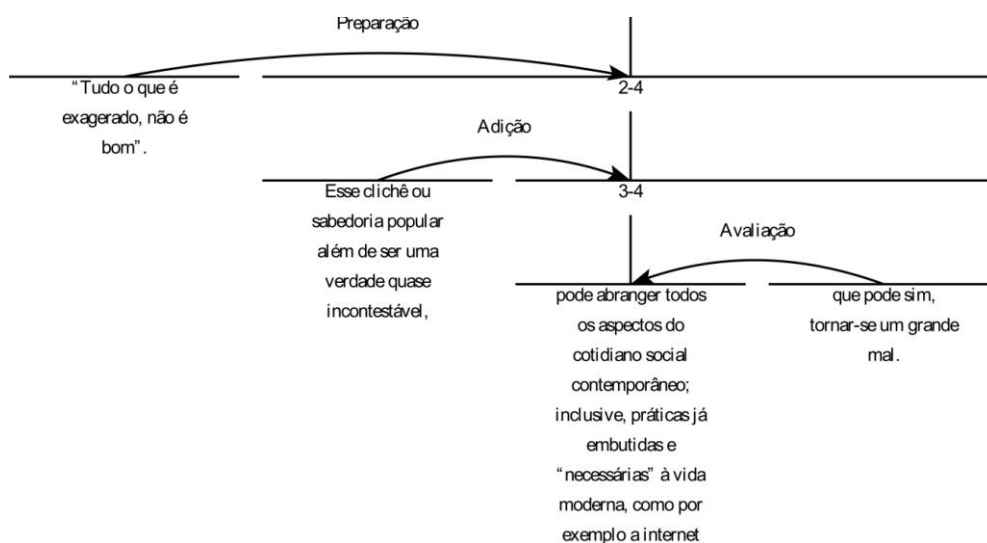 Preparação
“Tudo o que é
exagerado, não é
bom”.
2-4
Adição
Esse clichê ou
sabedoria popular
além de ser uma
verdade quase
incontestável,
3-4
Avaliação
pode abranger todos
os aspectos do
cotidiano social
contemporâneo;
inclusive, práticas já
embutidas e
“necessárias” à vida
moderna, como por
exemplo a internet
que pode sim,
tornar-se um grande
mal.